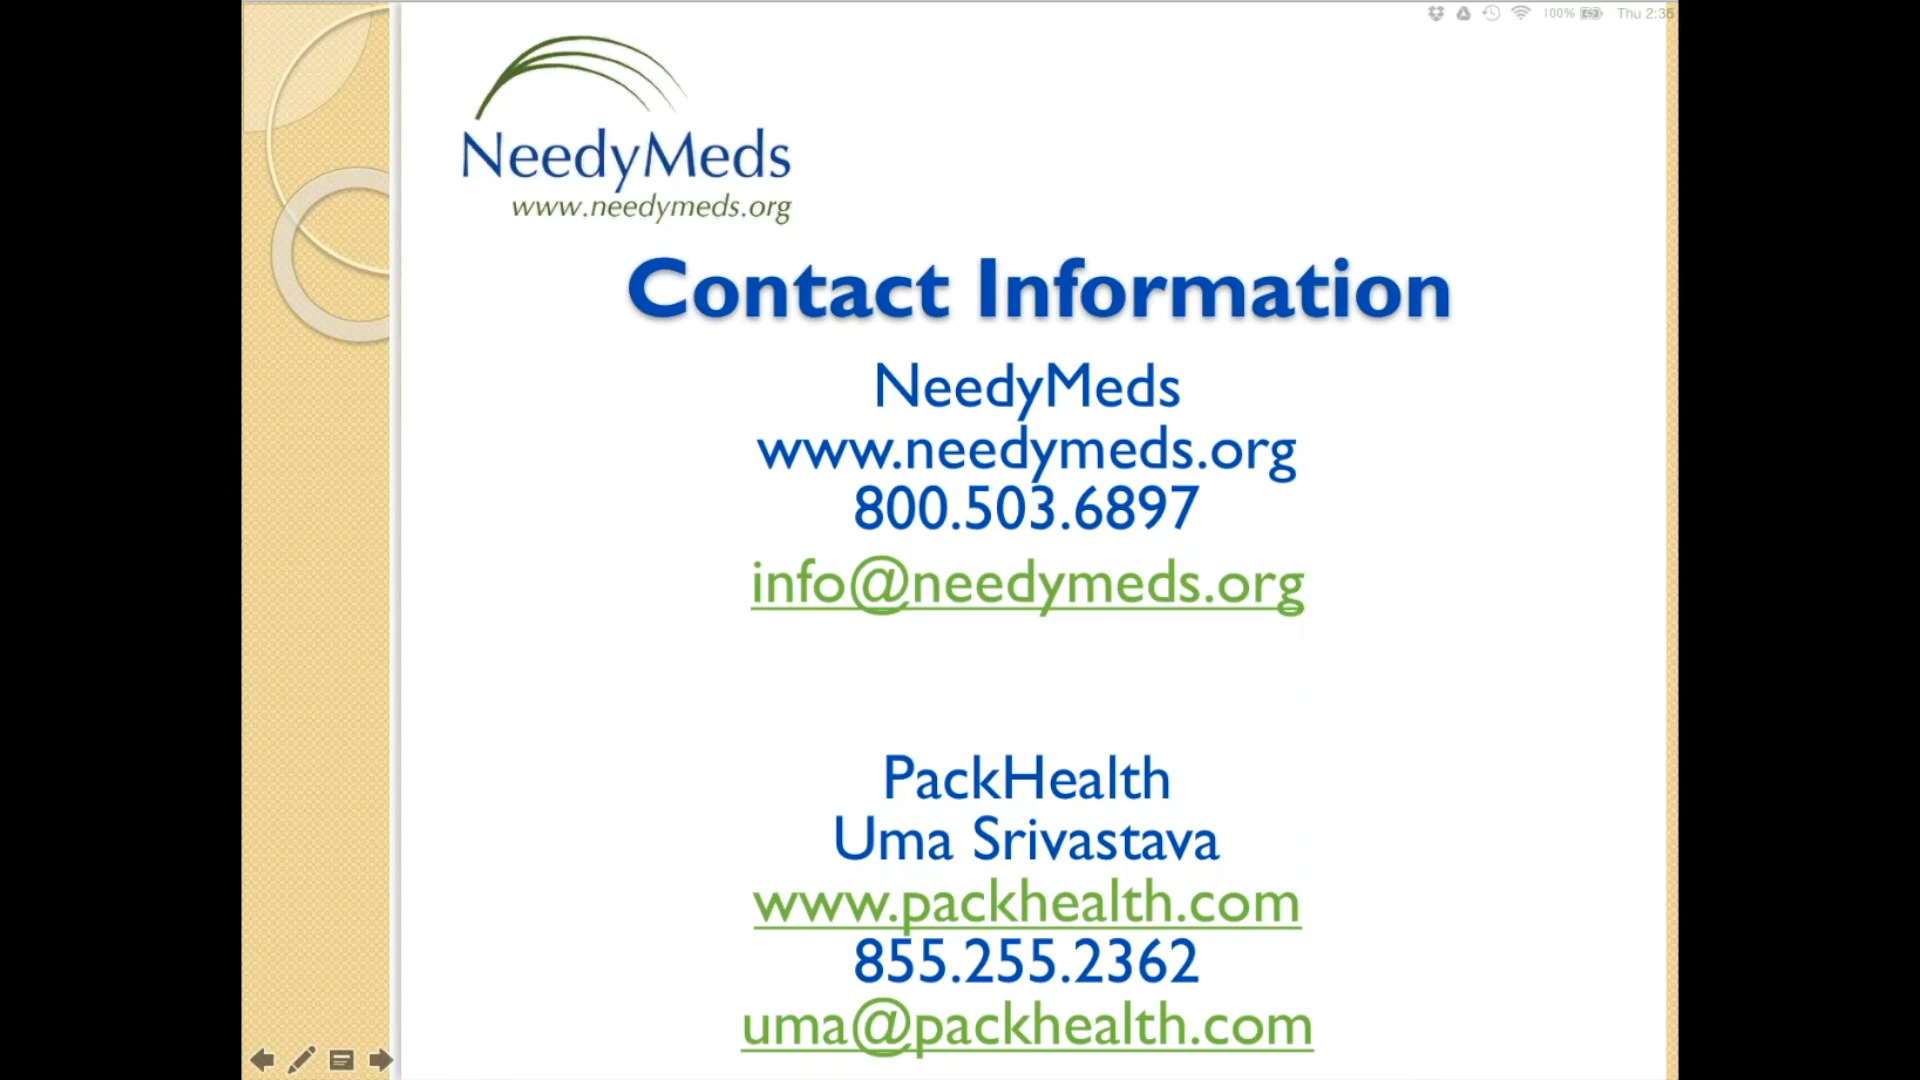 100% Thu 2:35
NeedyMeds
www.needymeds.org
Contact Information
NeedyMeds
www.needymeds.org
800.503.6897
info@needymeds.org
PackHealth
Uma Srivastava
www.packhealth.com
855.255.2362
uma@packhealth.com